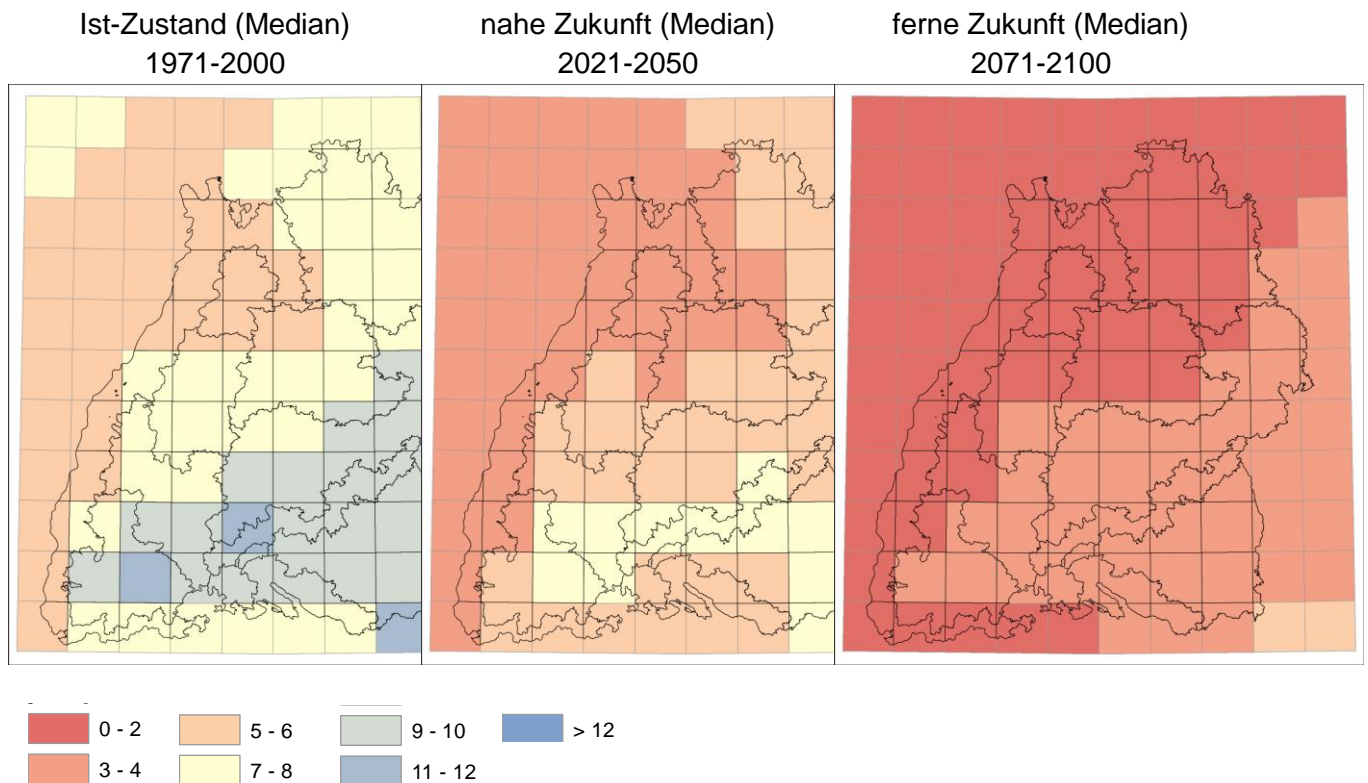 Ist-Zustand (Median)
1971-2000
nahe Zukunft (Median)
2021-2050
ferne Zukunft (Median)
2071-2100
0 - 2
5 - 6
9 - 10
> 12
3 - 4
7 - 8
11 - 12